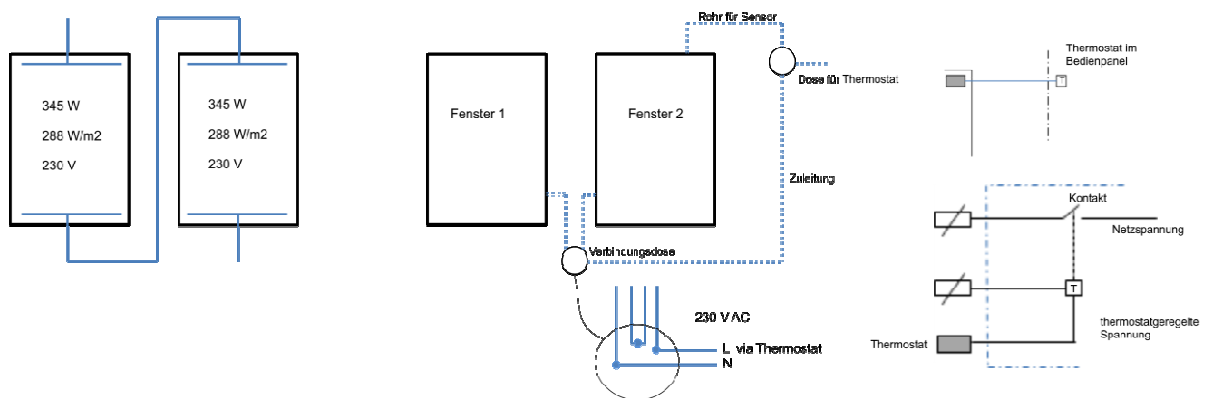 345 W
288 W/m2
230 V
345 W
288 W/m2
230 V
Rohr für Sensor
Dose für Thermostat
Fenster 1
Fenster 2
Zuleitung
Verbindungsdose
230 V AC
L via Thermostat
N
Thermostat im
Bedienpanel
T
Kontakt
Netzspannung
T
thermostatgeregelte
Spannung
Thermostat